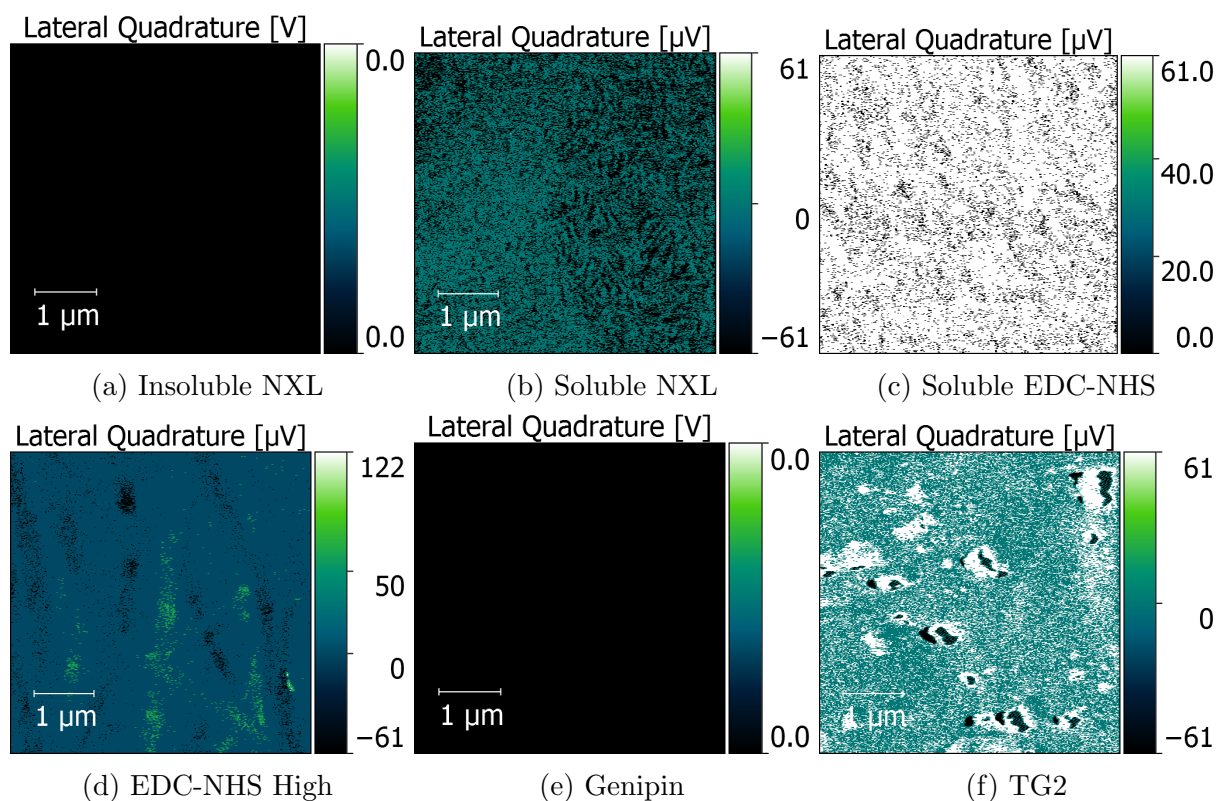 Lateral Quadrature [V]
0.0
0.0
1 µm
(a) Insoluble NXL
Lateral Quadrature [µV]
61
0
−61
1 µm
(b) Soluble NXL
Lateral Quadrature [µV]
61.0
40.0
20.0
0.0
(c) Soluble EDC-NHS
Lateral Quadrature [µV]
122
50
0
−61
1 µm
(d) EDC-NHS High
Lateral Quadrature [V]
0.0
0.0
1 µm
(e) Genipin
Lateral Quadrature [µV]
61
0
−61
1 µm
(f) TG2